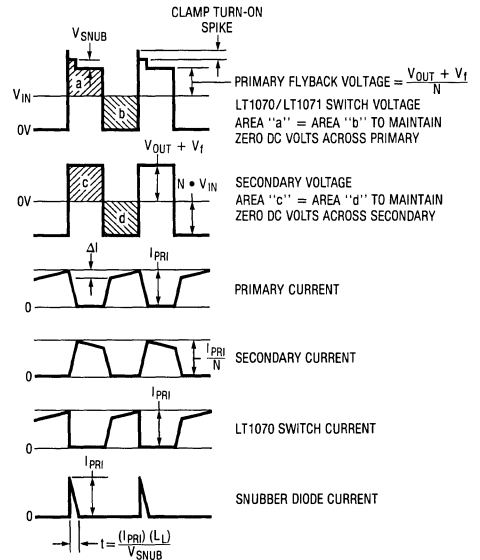 CLAMP TURN-ON
SPIKE
VSNUB
a
b
VIN
0V
PRIMARY FLYBACK VOLTAGE = VOUT + Vf
N
LT1070/LT1071 SWITCH VOLTAGE
AREA "a" = AREA "b" TO MAINTAIN
ZERO DC VOLTS ACROSS PRIMARY
VOUT + Vf
c
N • VIN
0V
d
SECONDARY VOLTAGE
AREA "c" = AREA "d" TO MAINTAIN
ZERO DC VOLTS ACROSS SECONDARY
ΔI
IPRI
0
PRIMARY CURRENT
IPRI
N
0
SECONDARY CURRENT
IPRI
0
LT1070 SWITCH CURRENT
IPRI
0
SNUBBER DIODE CURRENT
t = (IPRI) (LL)
VSNUB